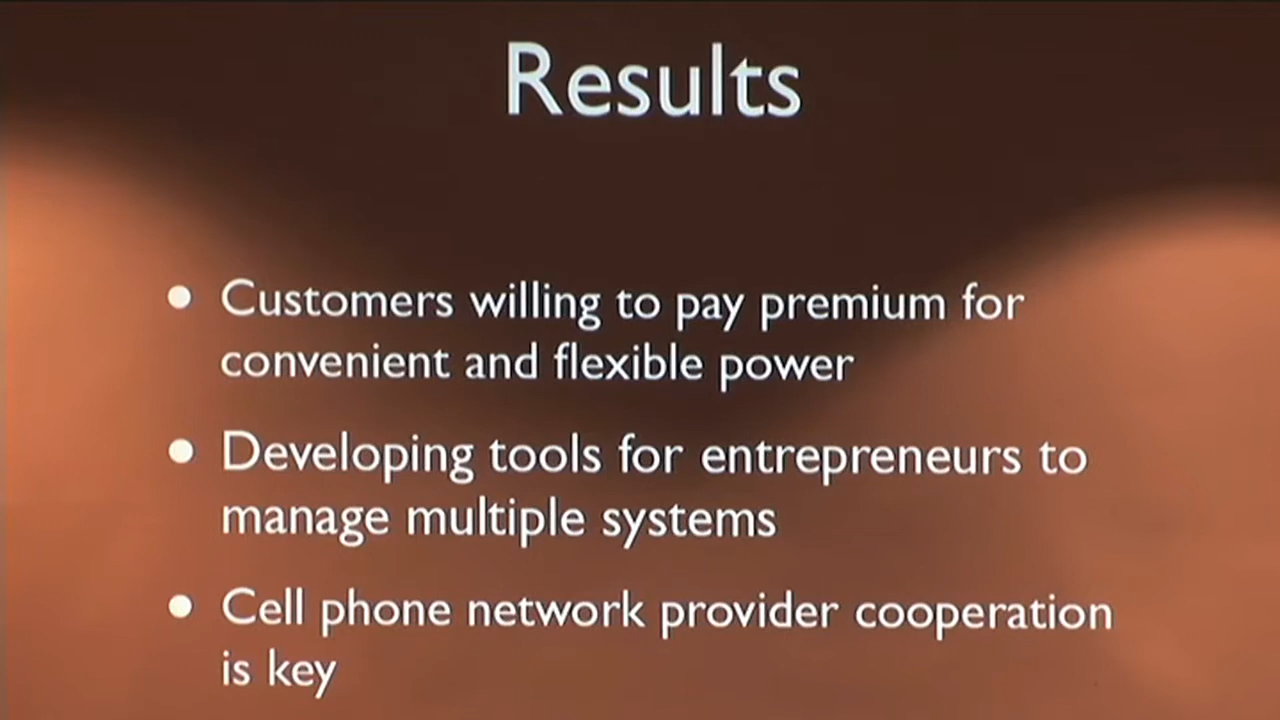 Results
• Customers willing to pay premium for
convenient and flexible power
• Developing tools for entrepreneurs to
manage multiple systems
• Cell phone network provider cooperation
is key